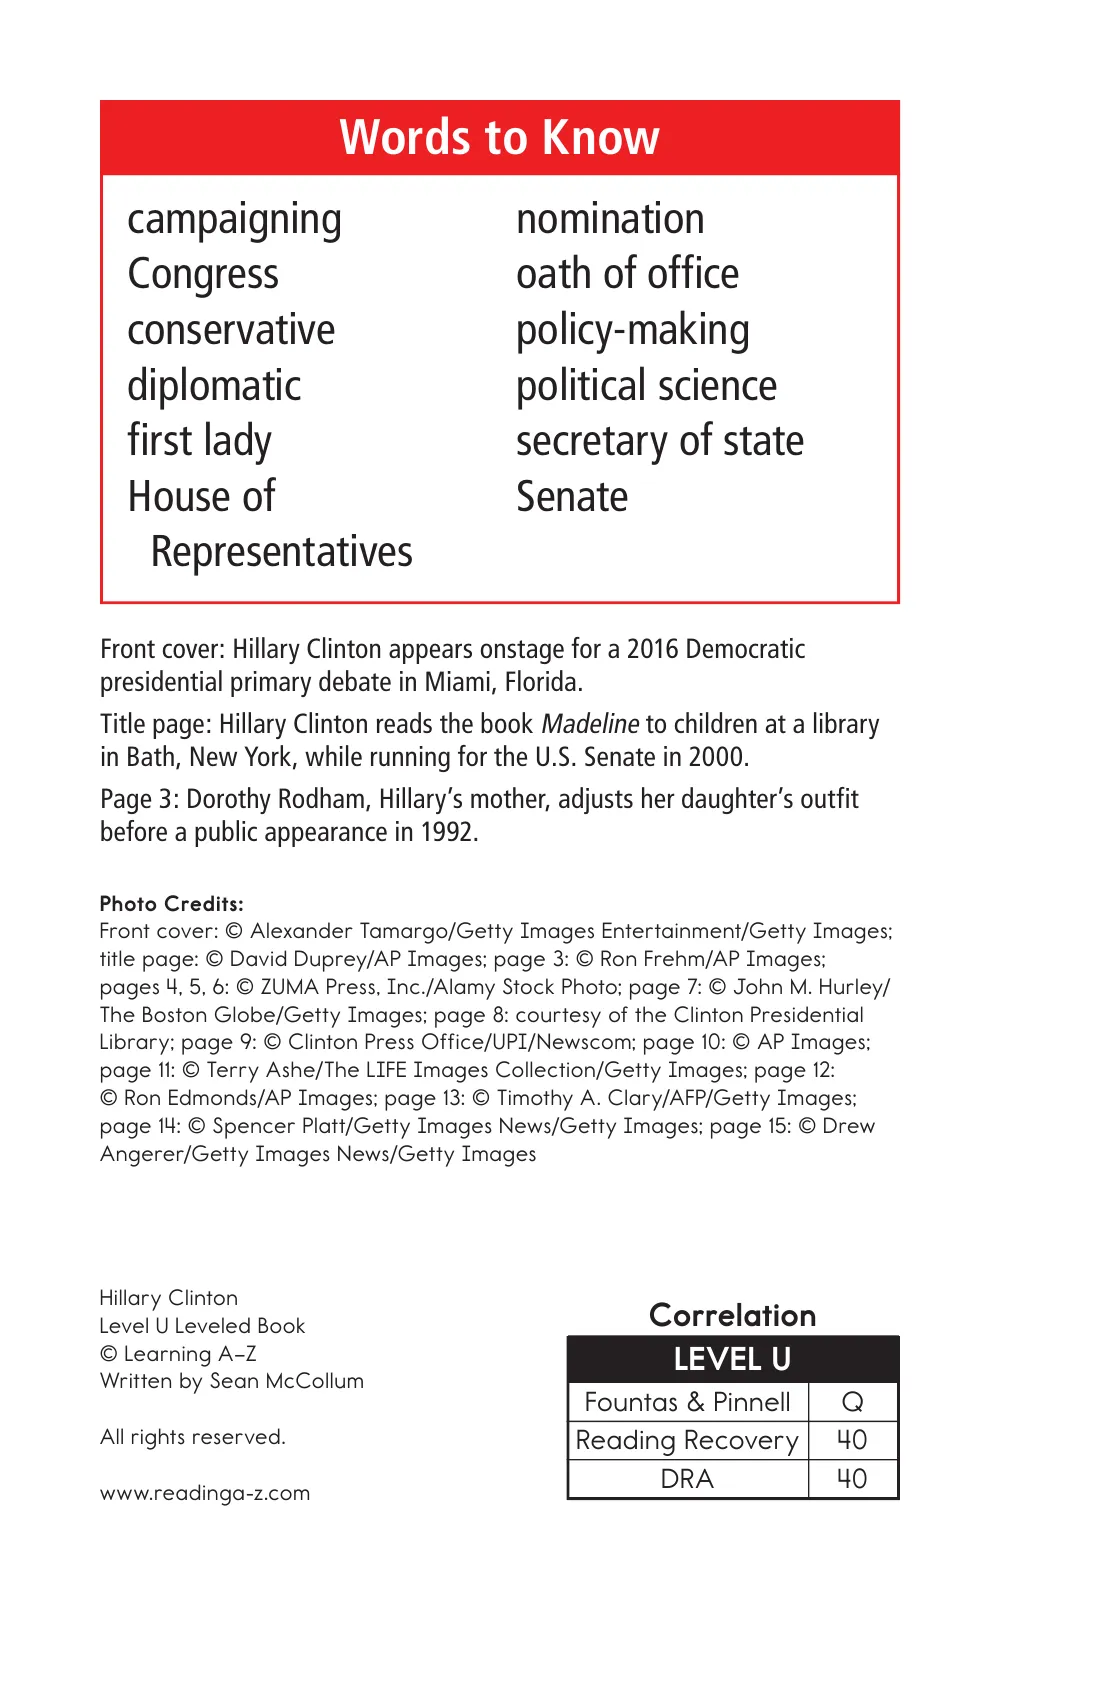 Words to Know
campaigning
Congress
conservative
diplomatic
first lady
House of
Representatives
nomination
oath of office
policy-making
political science
secretary of state
Senate
Front cover: Hillary Clinton appears onstage for a 2016 Democratic
presidential primary debate in Miami, Florida.
Title page: Hillary Clinton reads the book Madeline to children at a library
in Bath, New York, while running for the U.S. Senate in 2000.
Page 3: Dorothy Rodham, Hillary’s mother, adjusts her daughter’s outfit
before a public appearance in 1992.
Photo Credits:
Front cover: © Alexander Tamargo/Getty Images Entertainment/Getty Images;
title page: © David Duprey/AP Images; page 3: © Ron Frehm/AP Images;
pages 4, 5, 6: © ZUMA Press, Inc./Alamy Stock Photo; page 7: © John M. Hurley/
The Boston Globe/Getty Images; page 8: courtesy of the Clinton Presidential
Library; page 9: © Clinton Press Office/UPI/Newscom; page 10: © AP Images;
page 11: © Terry Ashe/The LIFE Images Collection/Getty Images; page 12:
© Ron Edmonds/AP Images; page 13: © Timothy A. Clary/AFP/Getty Images;
page 14: © Spencer Platt/Getty Images News/Getty Images; page 15: © Drew
Angerer/Getty Images News/Getty Images
Hillary Clinton
Level U Leveled Book
© Learning A–Z
Written by Sean McCollum
All rights reserved.
www.readinga-z.com
Correlation
LEVEL U
Fountas & Pinnell Q
Reading Recovery 40
DRA 40